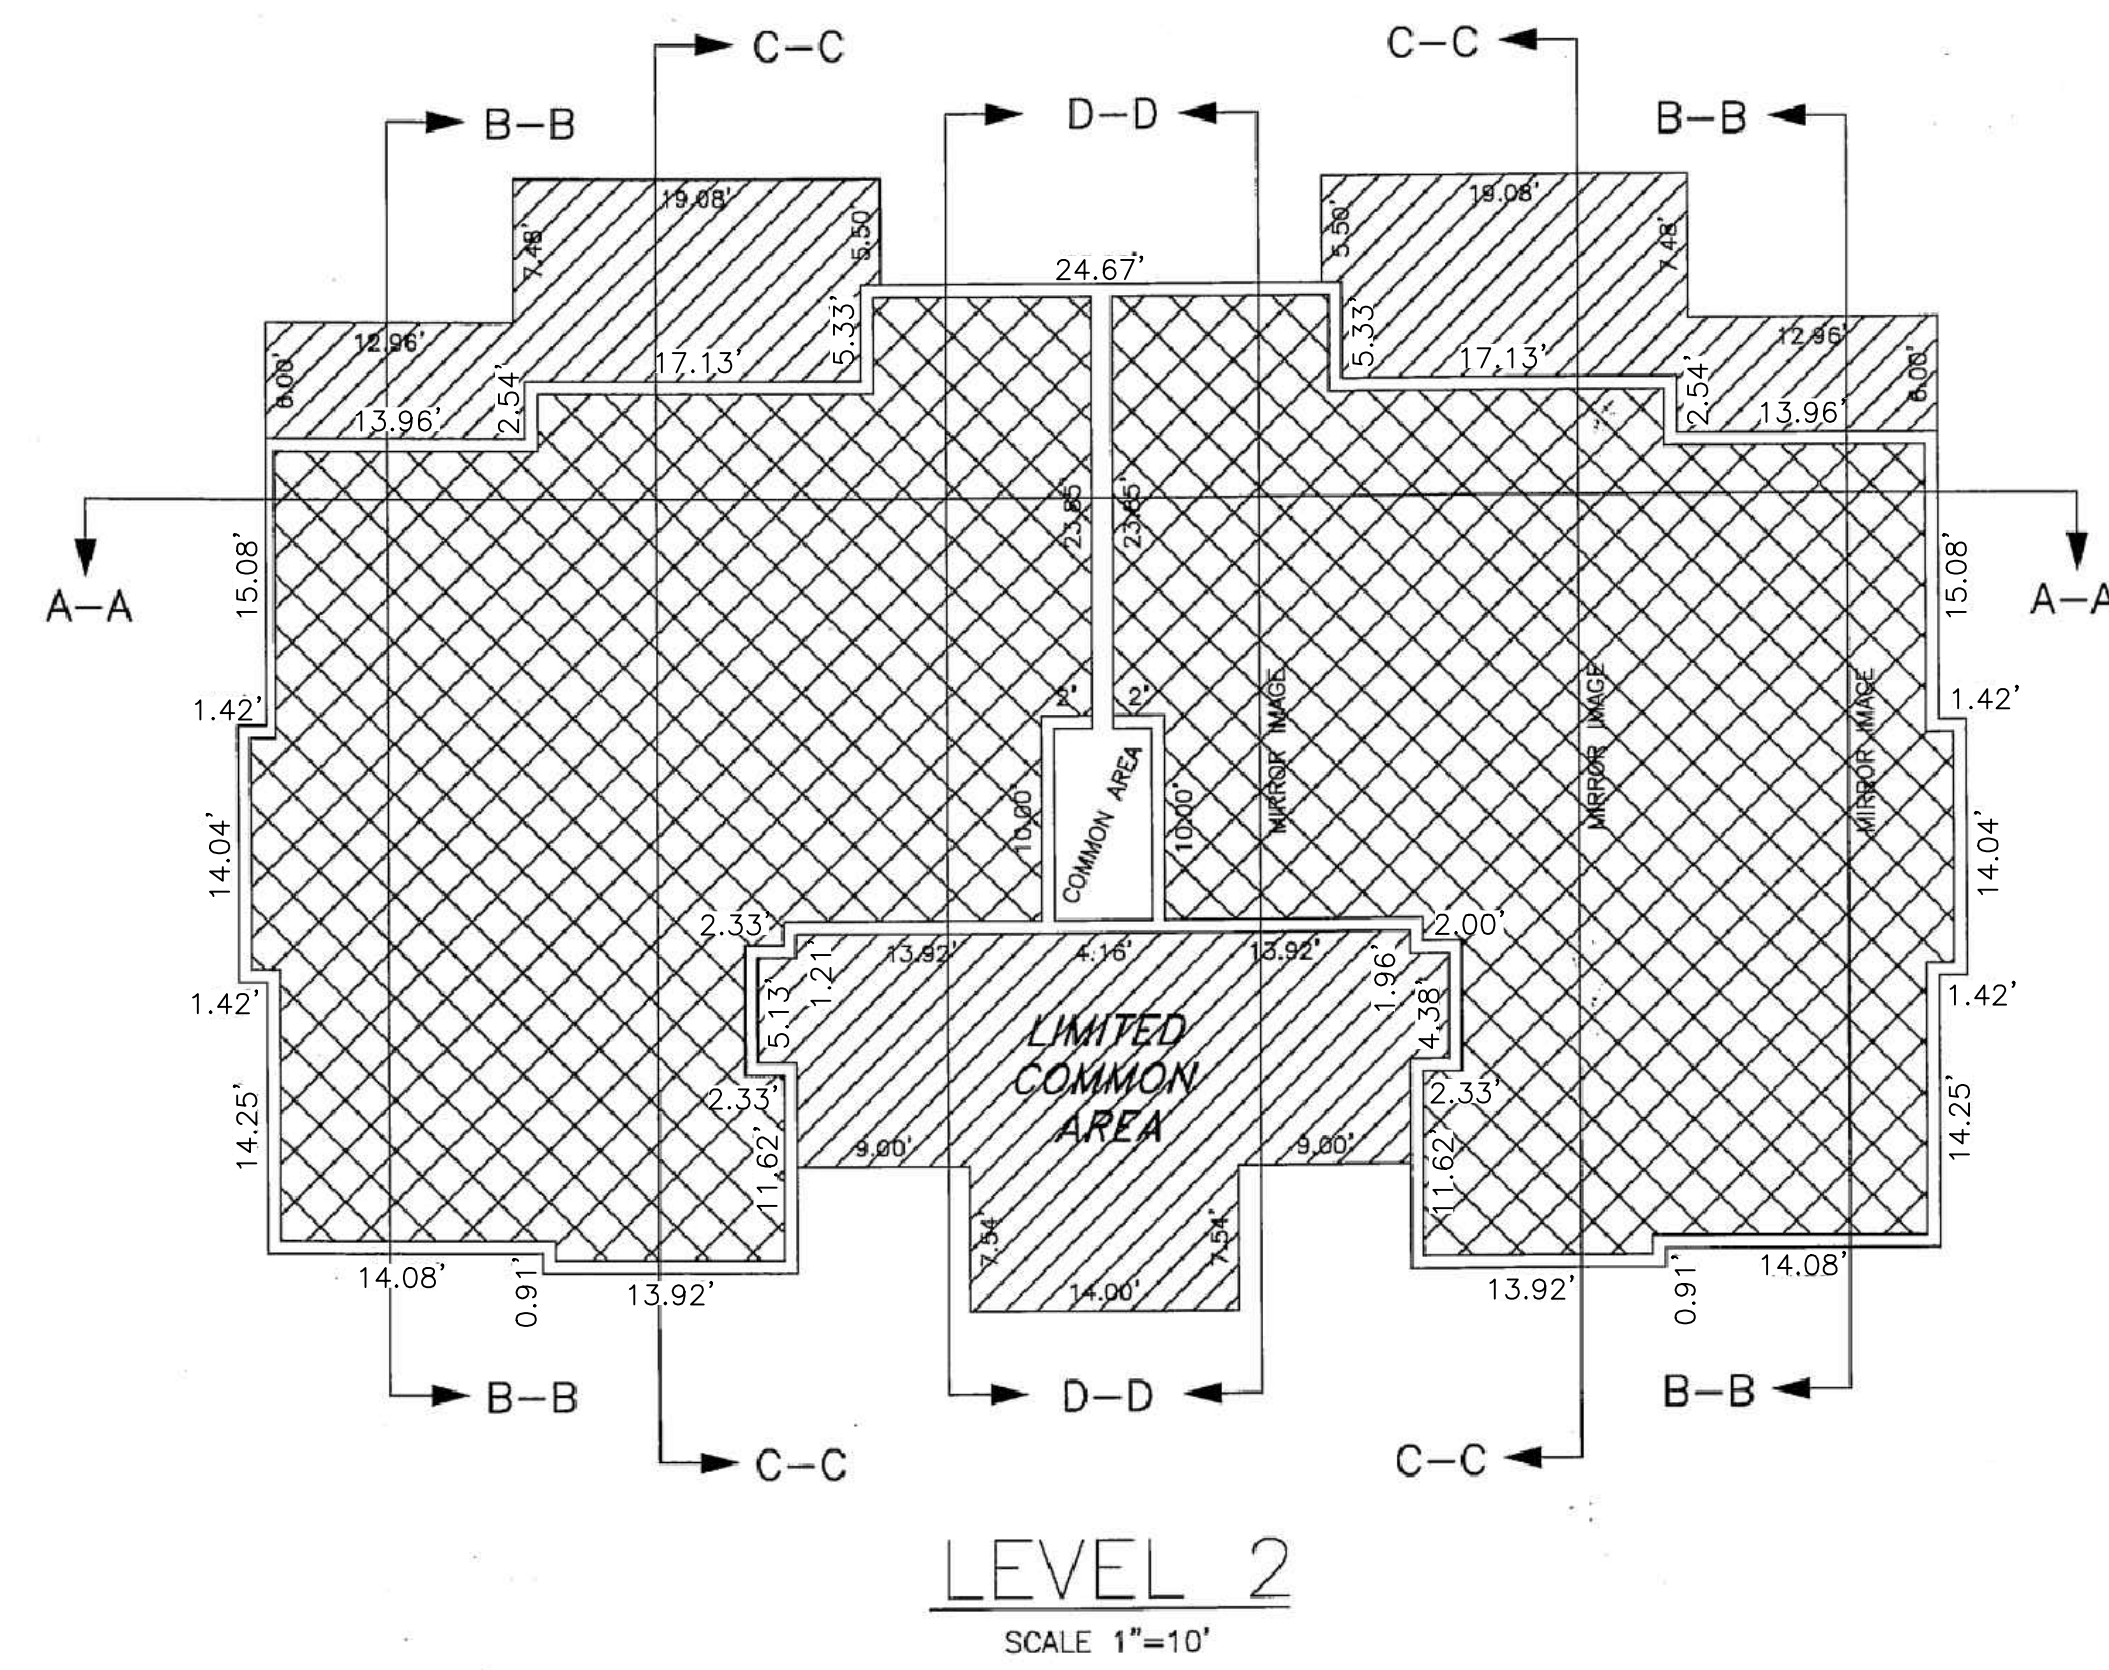 C-C
C-C
B-B
D-D
B-B
19.08'
19.08'
7.48'
5.50'
5.50'
7.48'
24.67'
12.96'
12.96'
6.00'
17.13'
5.33'
5.33'
17.13'
6.00'
13.96'
2.54'
2.54'
13.96'
23.85'
23.85'
15.08'
15.08'
A-A
A-A
1.42'
2'
2'
1.42'
MIRROR IMAGE
MIRROR IMAGE
MIRROR IMAGE
COMMON AREA
14.04'
10.00'
10.00'
14.04'
2.33'
2.00'
13.92'
4.16'
13.92'
1.21'
1.96'
1.42'
5.13'
4.38'
1.42'
LIMITED
COMMON
AREA
2.33'
2.33'
14.25'
9.00'
9.00'
14.25'
11.62'
11.62'
7.54'
7.54'
14.08'
0.91'
13.92'
14.00'
13.92'
0.91'
14.08'
B-B
D-D
B-B
C-C
C-C
LEVEL 2
SCALE 1"=10'